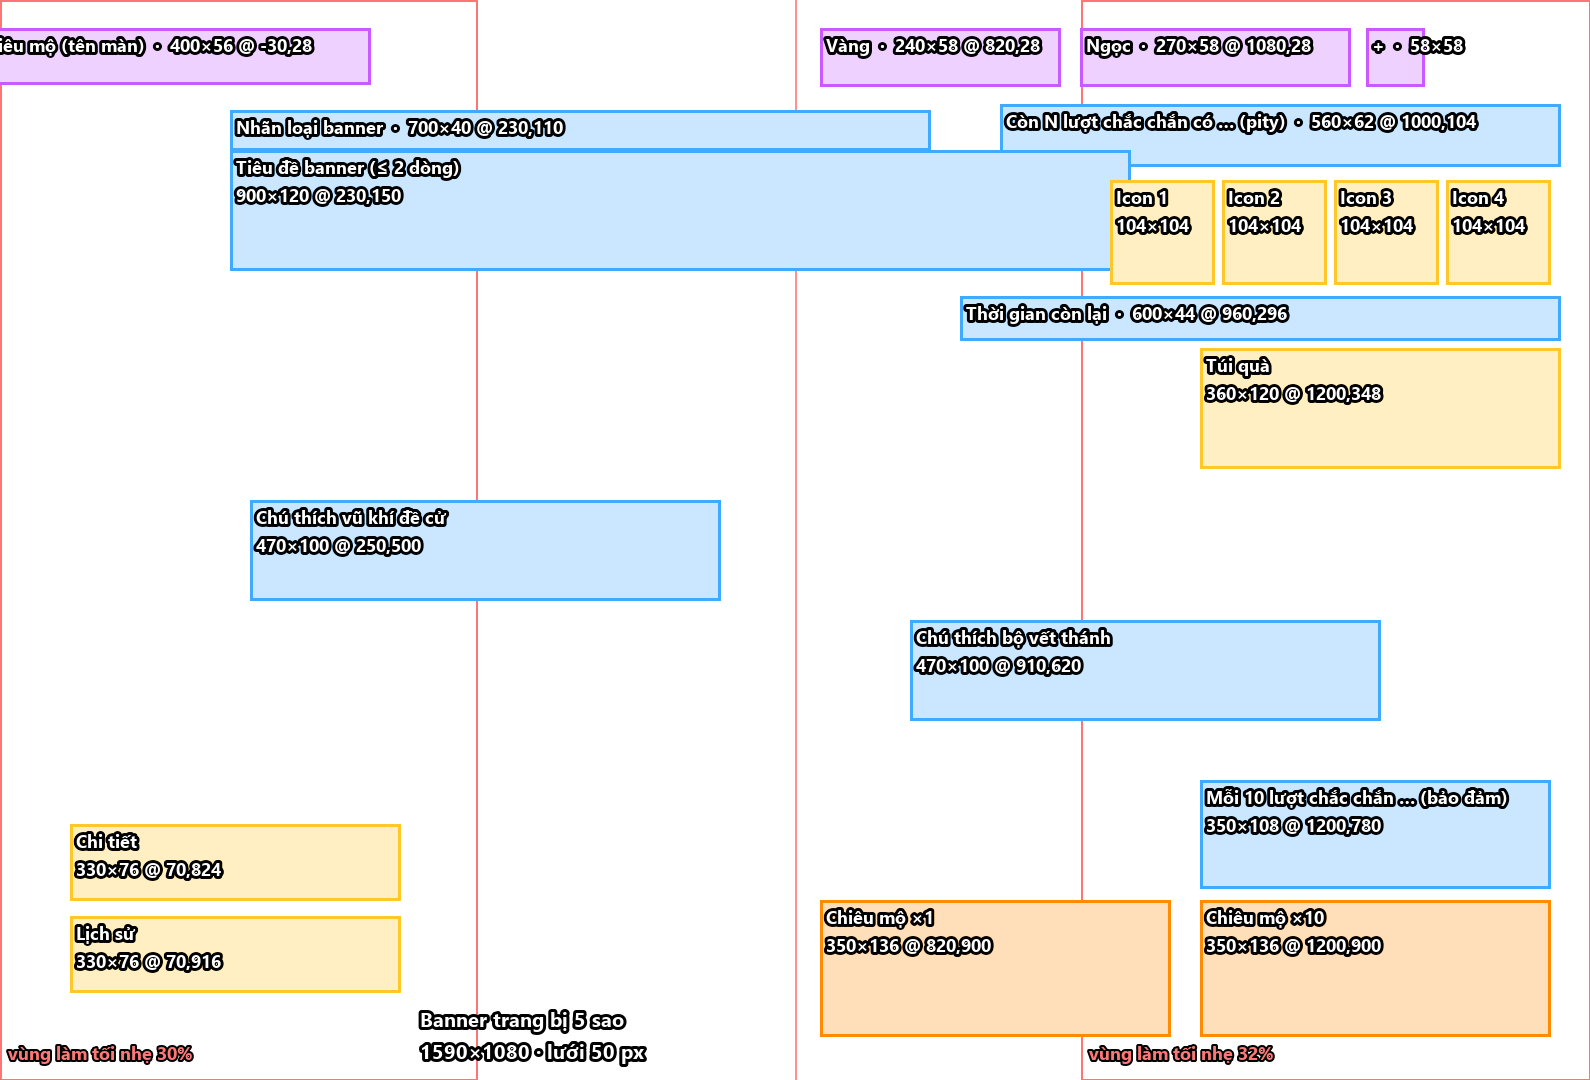 iêu mộ (tên màn) • 400×56 @ -30,28
Vàng • 240×58 @ 820,28
Ngọc • 270×58 @ 1080,28
+ • 58×58
Nhãn loại banner • 700×40 @ 230,110
Còn N lượt chắc chắn có ... (pity) • 560×62 @ 1000,104
Tiêu đề banner (≤ 2 dòng)
900×120 @ 230,150
Icon 1
104×104
Icon 2
104×104
Icon 3
104×104
Icon 4
104×104
Thời gian còn lại • 600×44 @ 960,296
Túi quà
360×120 @ 1200,348
Chú thích vũ khí đề cử
470×100 @ 250,500
Chú thích bộ vết thánh
470×100 @ 910,620
Mỗi 10 lượt chắc chắn ... (bảo đảm)
350×108 @ 1200,780
Chi tiết
330×76 @ 70,824
Lịch sử
330×76 @ 70,916
Chiêu mộ ×1
350×136 @ 820,900
Chiêu mộ ×10
350×136 @ 1200,900
Banner trang bị 5 sao
1590×1080 · lưới 50 px
vùng làm tối nhẹ 30%
vùng làm tối nhẹ 32%